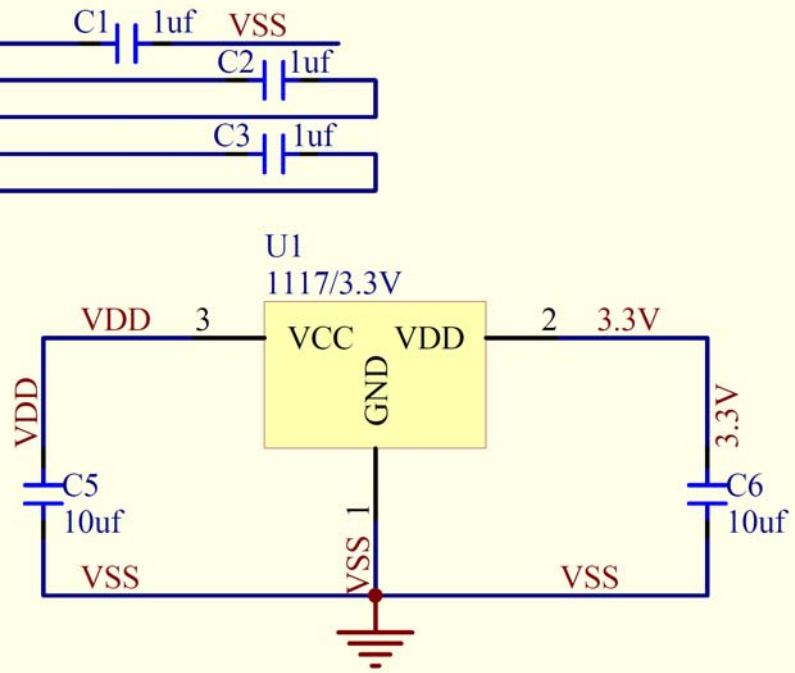 C1 1uf VSS
C2 1uf
C3 1uf
U1
1117/3.3V
VDD 3 VCC VDD 2 3.3V
GND
VDD 3.3V
C5 C6
10uf 10uf
1
VSS VSS VSS